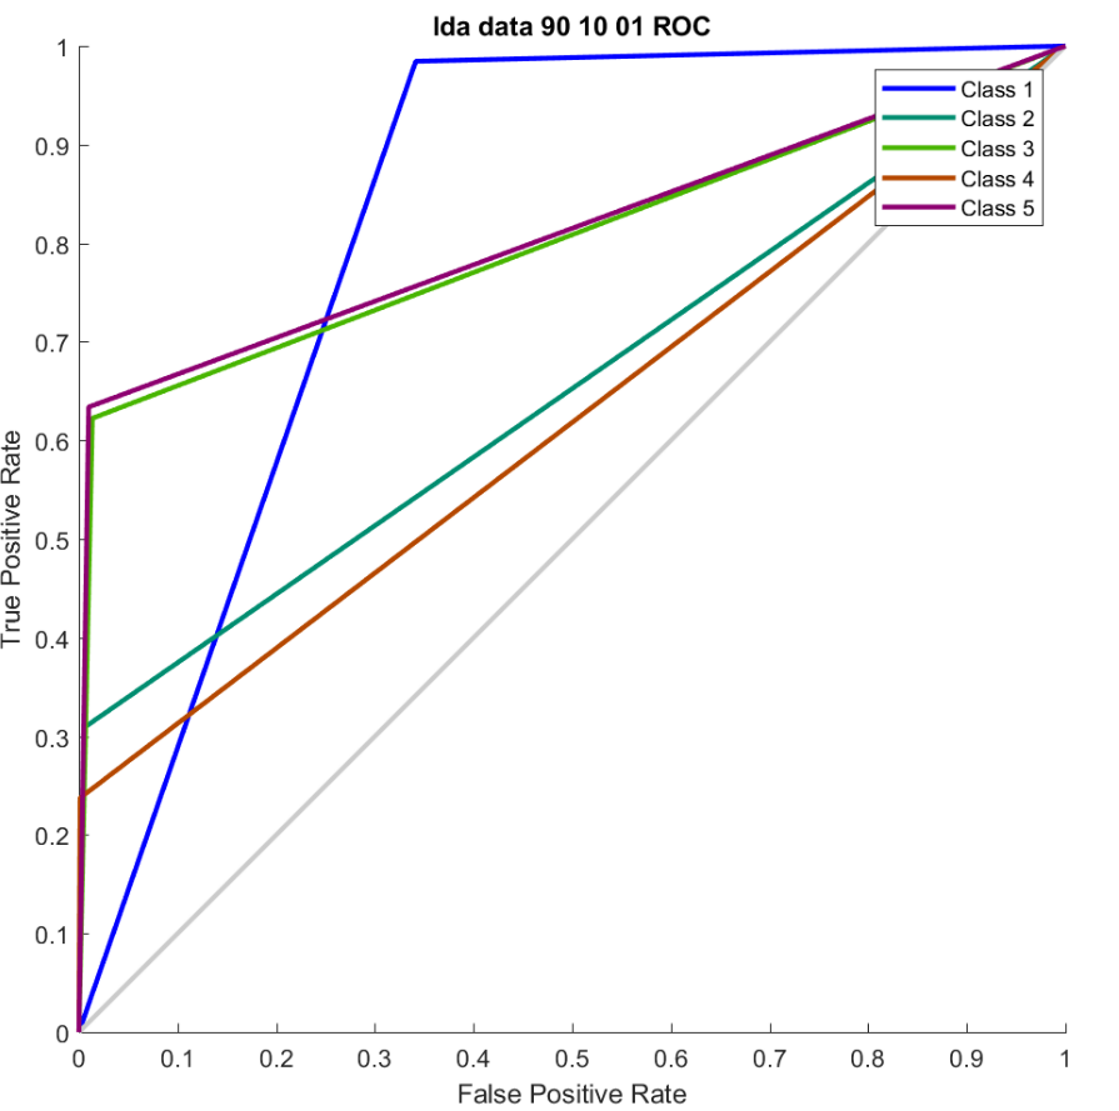 lda data 90 10 01 ROC
1
0.9
0.8
0.7
0.6
0.5
0.4
0.3
0.2
0.1
0
True Positive Rate
Class 1
Class 2
Class 3
Class 4
Class 5
0 0.1 0.2 0.3 0.4 0.5 0.6 0.7 0.8 0.9 1
False Positive Rate